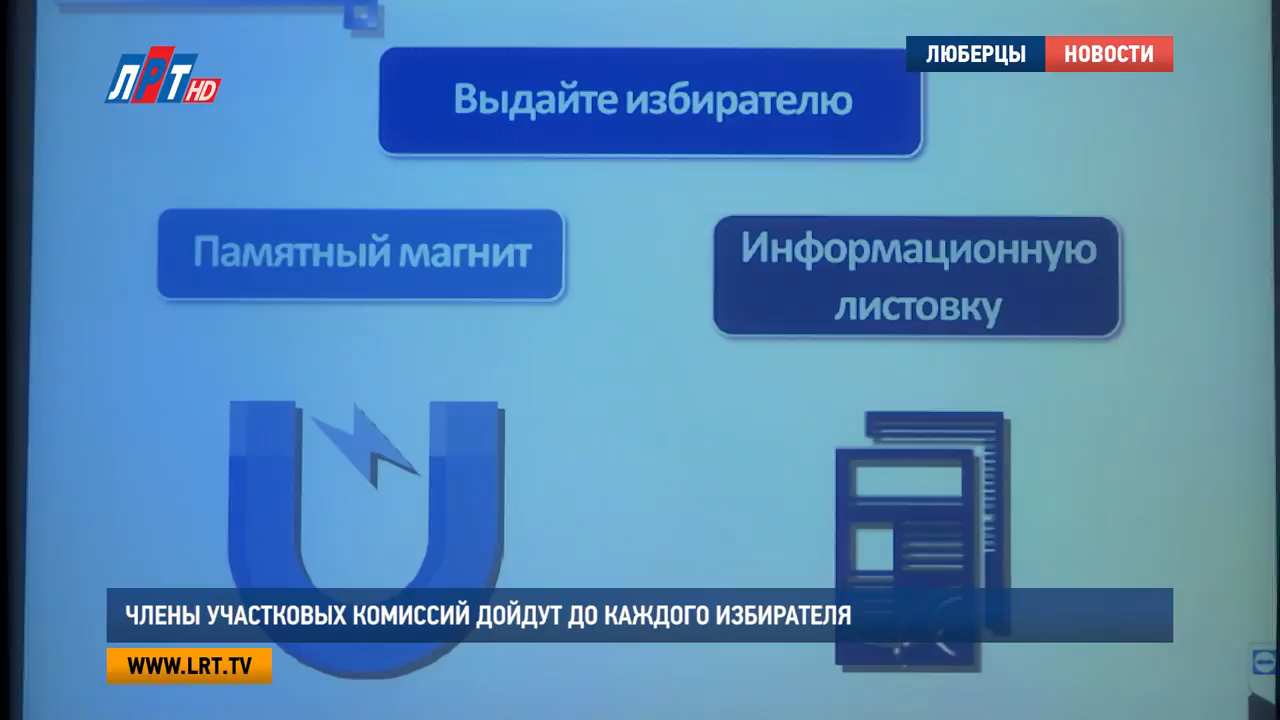 ЛРТ HD
ЛЮБЕРЦЫ НОВОСТИ
Выдайте избирателю
Памятный магнит
Информационную
листовку
ЧЛЕНЫ УЧАСТКОВЫХ КОМИССИЙ ДОЙДУТ ДО КАЖДОГО ИЗБИРАТЕЛЯ
WWW.LRT.TV